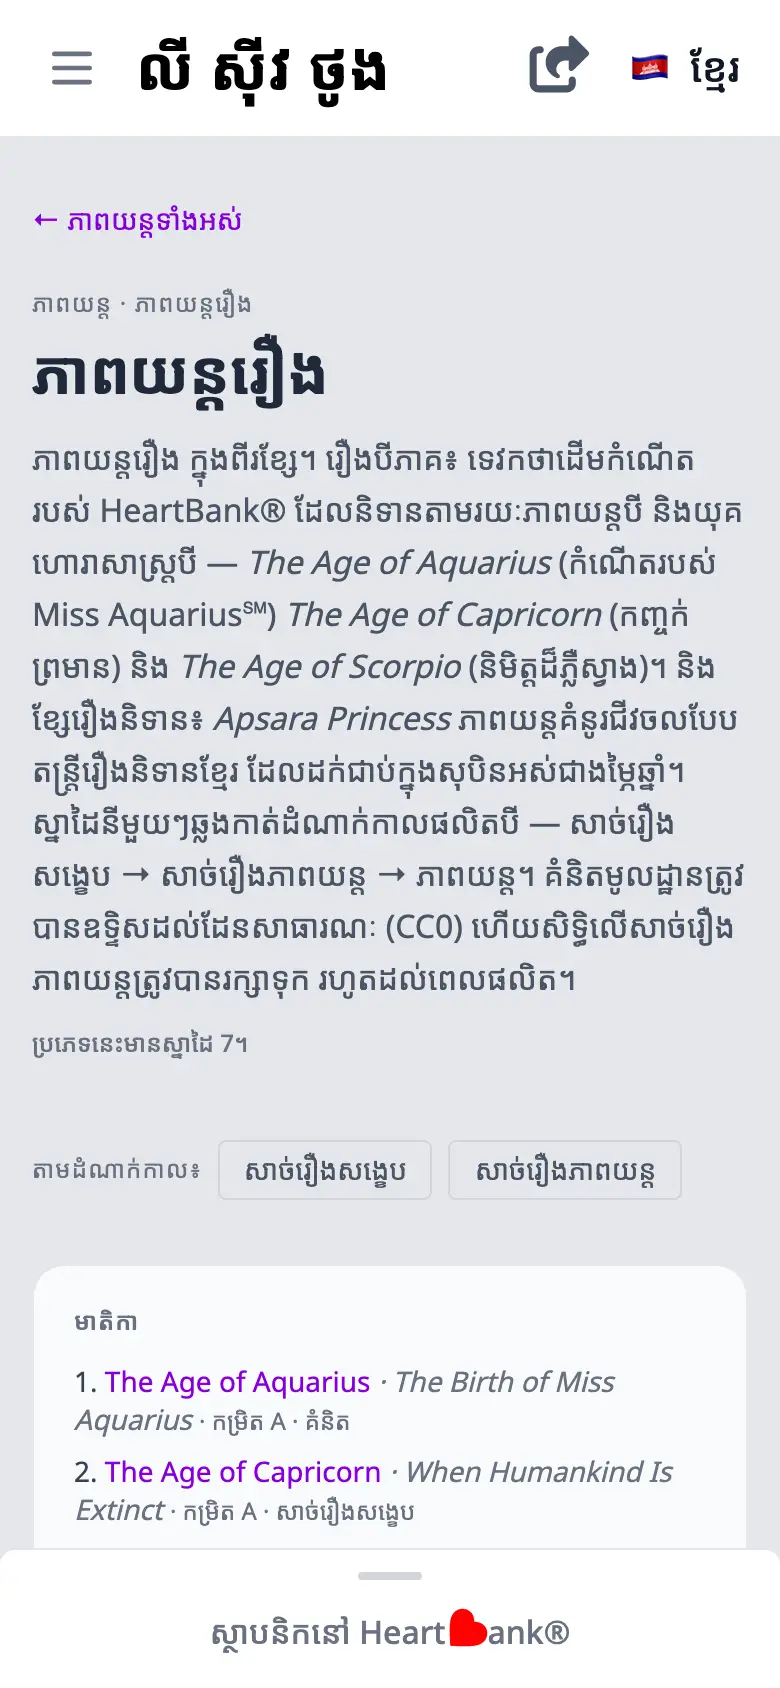 លី ស៊ីវ ថូង
ខ្មែរ
← ភាពយន្តទាំងអស់
ភាពយន្ត · ភាពយន្តរឿង
ភាពយន្តរឿង
ភាពយន្តរឿង ក្នុងពីរខ្សែ។ រឿងបីភាគ៖ ទេវកថាដើមកំណើត
របស់ HeartBank® ដែលនិទានតាមរយៈភាពយន្តបី និងយុគ
ហោរាសាស្ត្របី — The Age of Aquarius (កំណើតរបស់
Miss Aquarius℠) The Age of Capricorn (កញ្ចក់
ព្រមាន) និង The Age of Scorpio (និមិត្តដ៏ភ្លឺស្វាង)។ និង
ខ្សែរឿងនិទាន៖ Apsara Princess ភាពយន្តគំនូរជីវចលបែប
តន្ត្រីរឿងនិទានខ្មែរ ដែលដក់ជាប់ក្នុងសុបិនអស់ជាងម្ភៃឆ្នាំ។
ស្នាដៃនីមួយៗឆ្លងកាត់ដំណាក់កាលផលិតបី — សាច់រឿង
សង្ខេប → សាច់រឿងភាពយន្ត → ភាពយន្ត។ គំនិតមូលដ្ឋានត្រូវ
បានឧទ្ទិសដល់ដែនសាធារណៈ (CC0) ហើយសិទ្ធិលើសាច់រឿង
ភាពយន្តត្រូវបានរក្សាទុក រហូតដល់ពេលផលិត។
ប្រភេទនេះមានស្នាដៃ 7។
តាមដំណាក់កាល៖ សាច់រឿងសង្ខេប សាច់រឿងភាពយន្ត
មាតិកា
1. The Age of Aquarius · The Birth of Miss
Aquarius · កម្រិត A · គំនិត
2. The Age of Capricorn · When Humankind Is
Extinct · កម្រិត A · សាច់រឿងសង្ខេប
ស្ថាបនិកនៅ Heart ank®